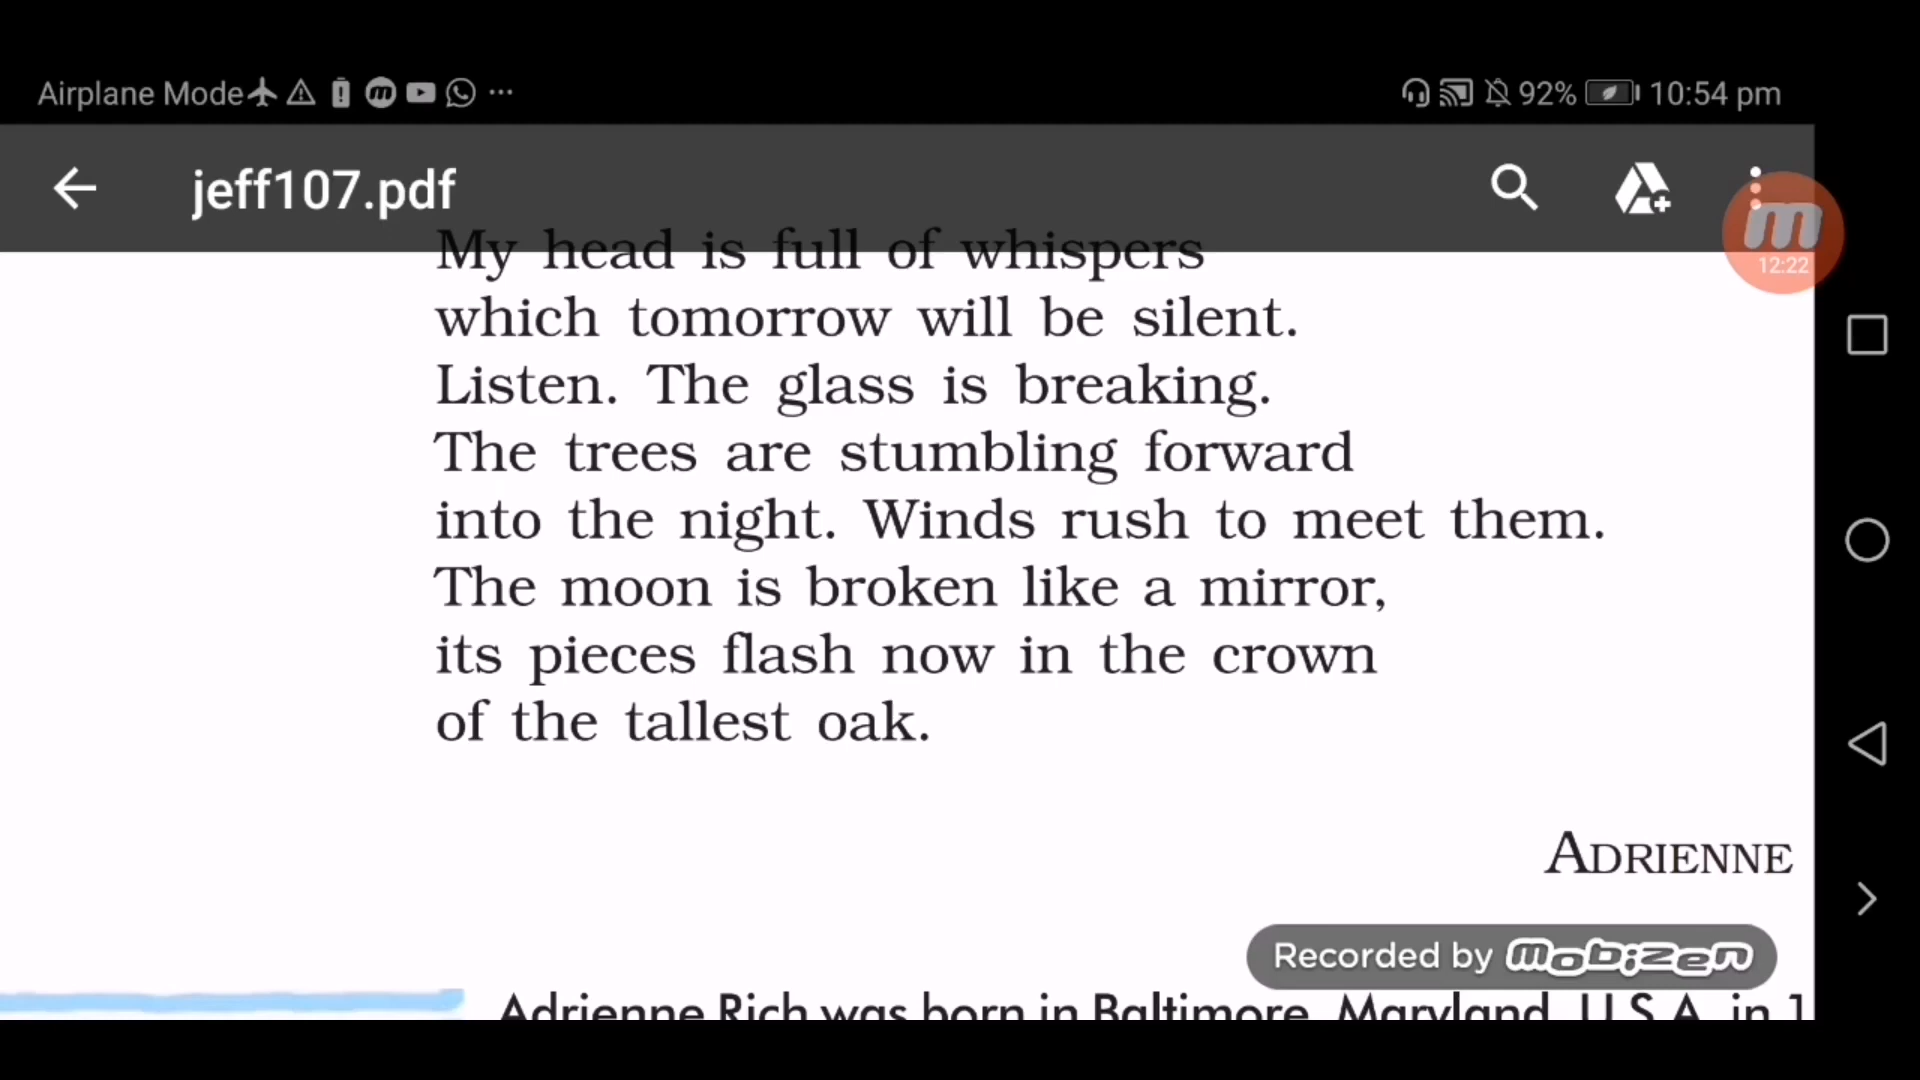 Airplane Mode
92% 10:54 pm
jeff107.pdf
12:22
My head is full of whispers
which tomorrow will be silent.
Listen. The glass is breaking.
The trees are stumbling forward
into the night. Winds rush to meet them.
The moon is broken like a mirror,
its pieces flash now in the crown
of the tallest oak.
ADRIENNE
Recorded by mobizen
Adrienne Rich was born in Baltimore, Maryland, U.S.A. in 1